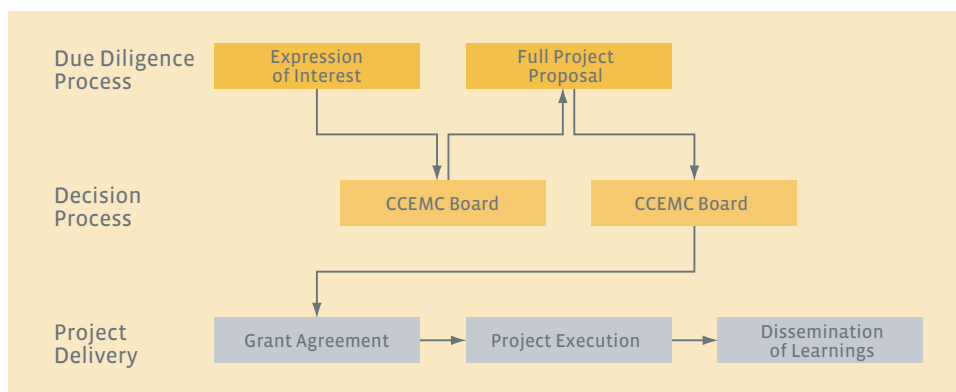 Due Diligence
Process
Expression
of Interest
Full Project
Proposal
Decision
Process
CCEMC Board
CCEMC Board
Project
Delivery
Grant Agreement
Project Execution
Dissemination
of Learnings